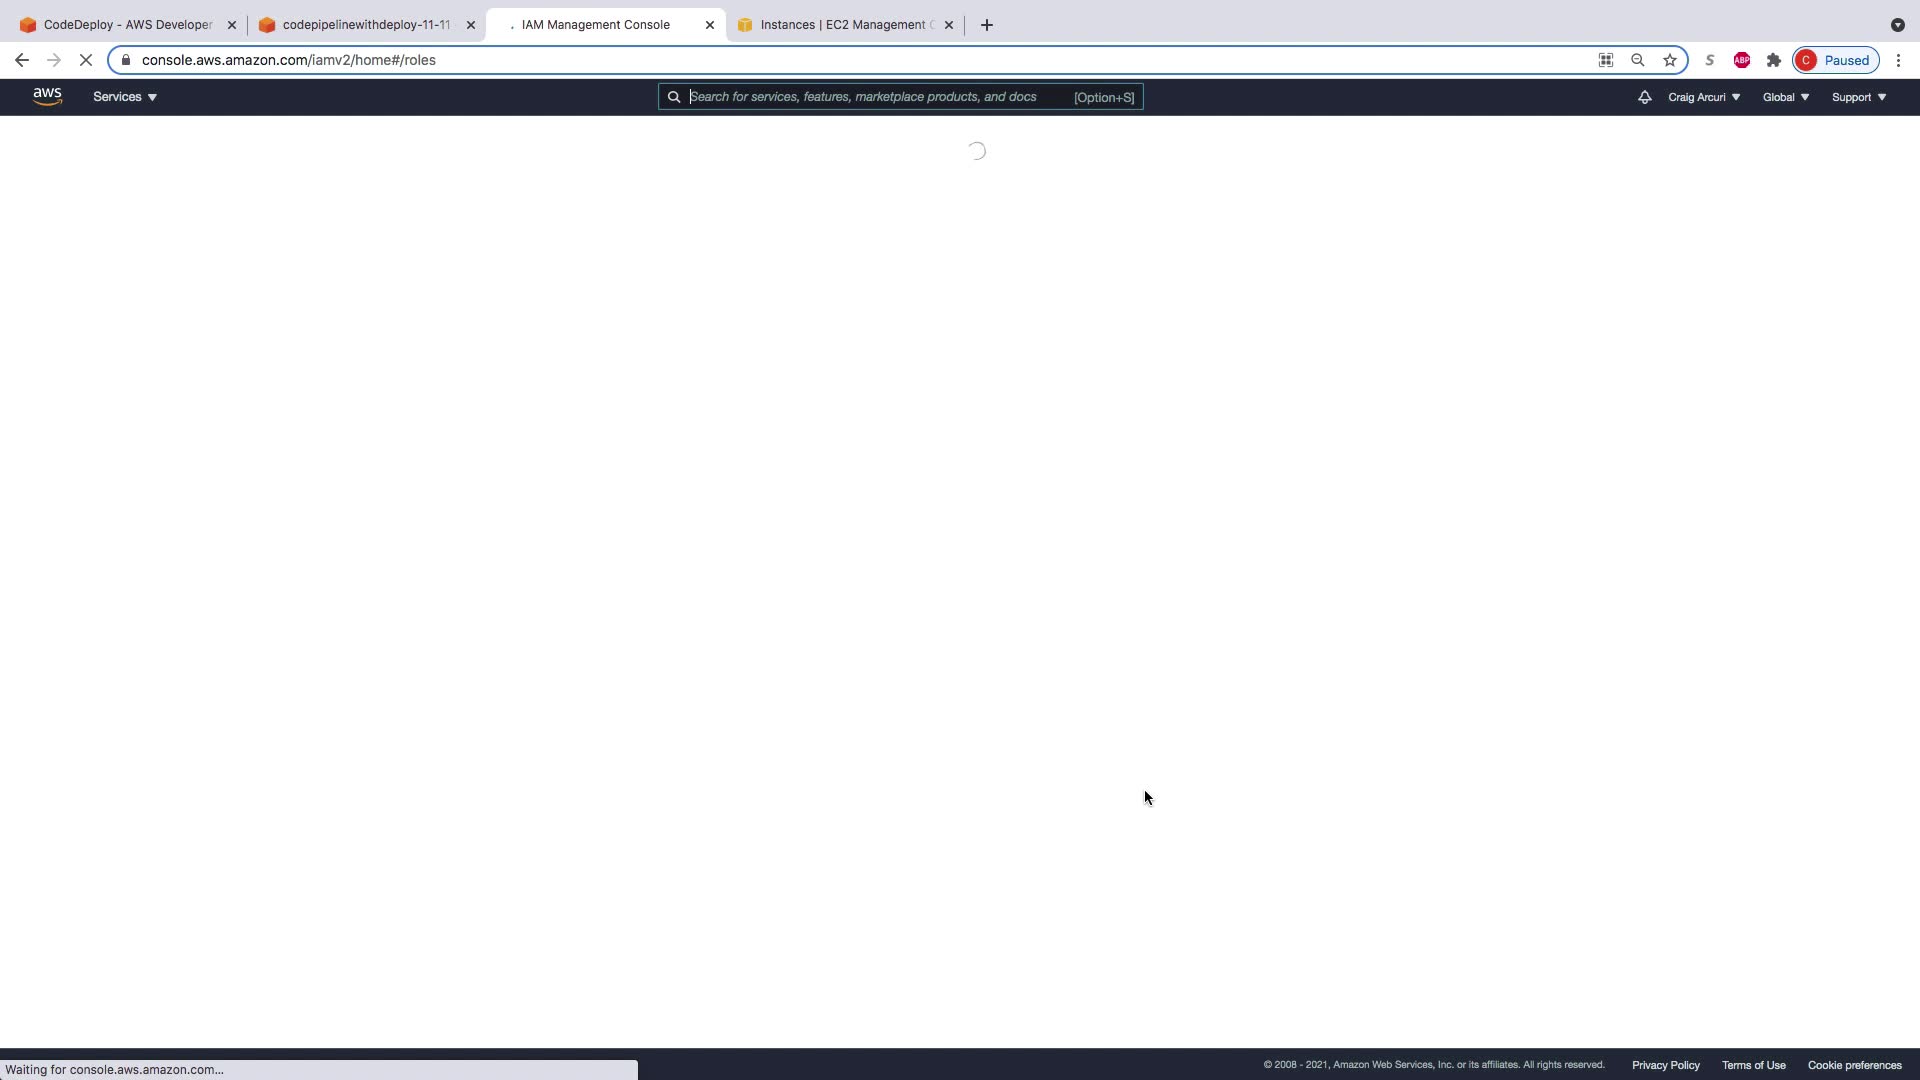 CodeDeploy - AWS Developer
codepipelinewithdeploy-11-11
IAM Management Console
Instances | EC2 Management C
console.aws.amazon.com/iamv2/home#/roles
S
ABP
C
Paused
aws
Services
Search for services, features, marketplace products, and docs
[Option+S]
Craig Arcuri
Global
Support
Waiting for console.aws.amazon.com...
© 2008 - 2021, Amazon Web Services, Inc. or its affiliates. All rights reserved.
Privacy Policy
Terms of Use
Cookie preferences